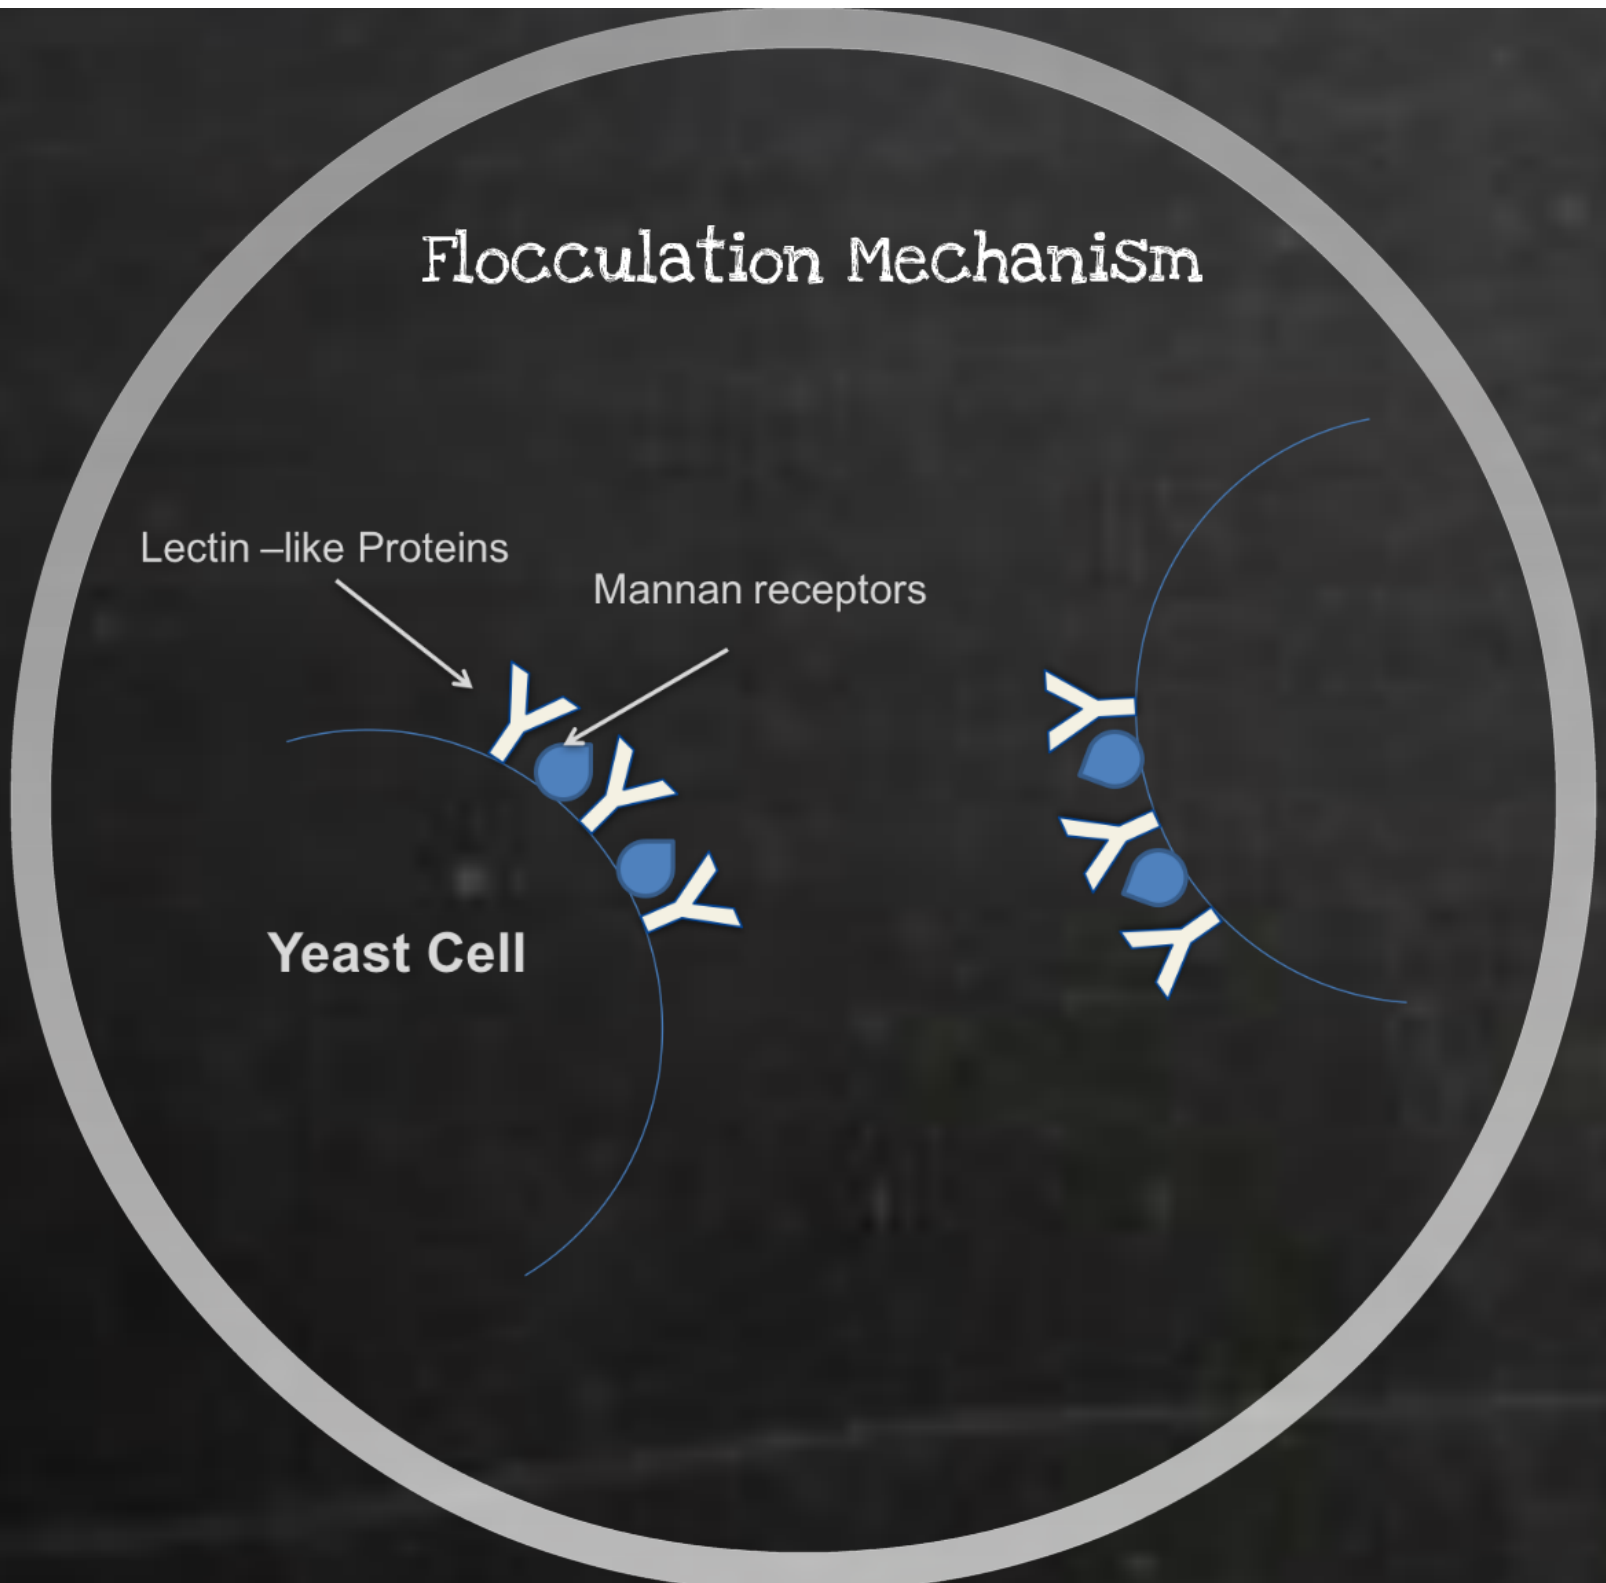 Flocculation Mechanism
Lectin –like Proteins
Mannan receptors
Yeast Cell